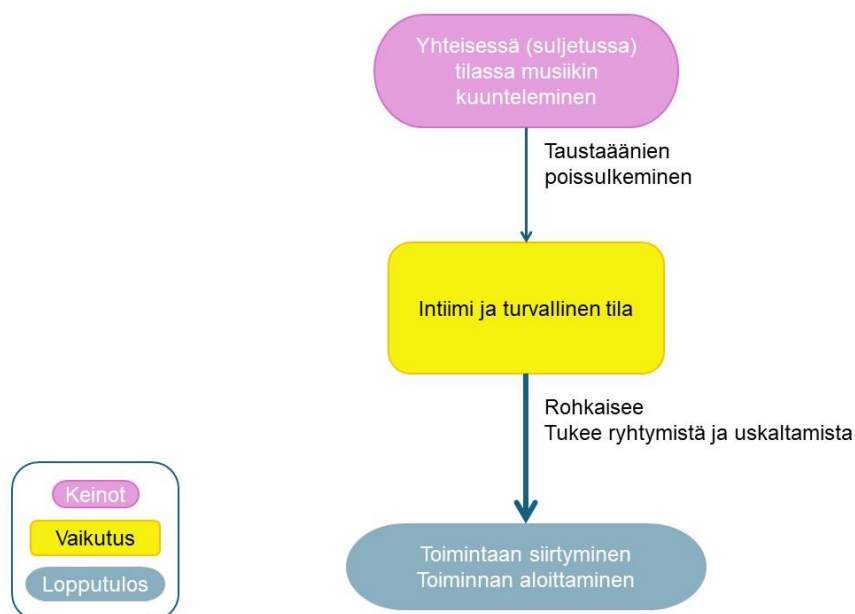 Yhteisessä (suljetussa)
tilassa musiikin
kuunteleminen
Taustaäänien
poissulkeminen
Intiimi ja turvallinen tila
Rohkaisee
Tukee ryhtymistä ja uskaltamista
Toimintaan siirtyminen
Toiminnan aloittaminen
Keinot
Vaikutus
Lopputulos